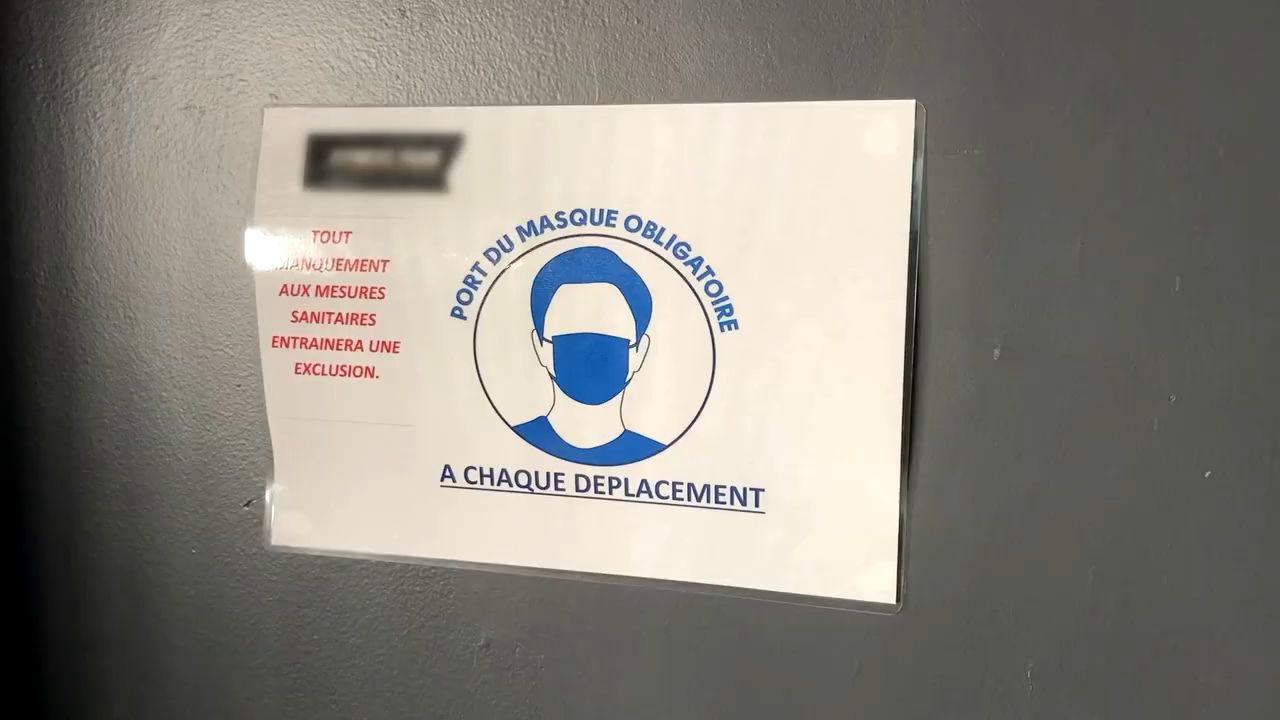 TOUT
MANQUEMENT
AUX MESURES
SANITAIRES
ENTRAINERA UNE
EXCLUSION.
PORT DU MASQUE OBLIGATOIRE
A CHAQUE DEPLACEMENT